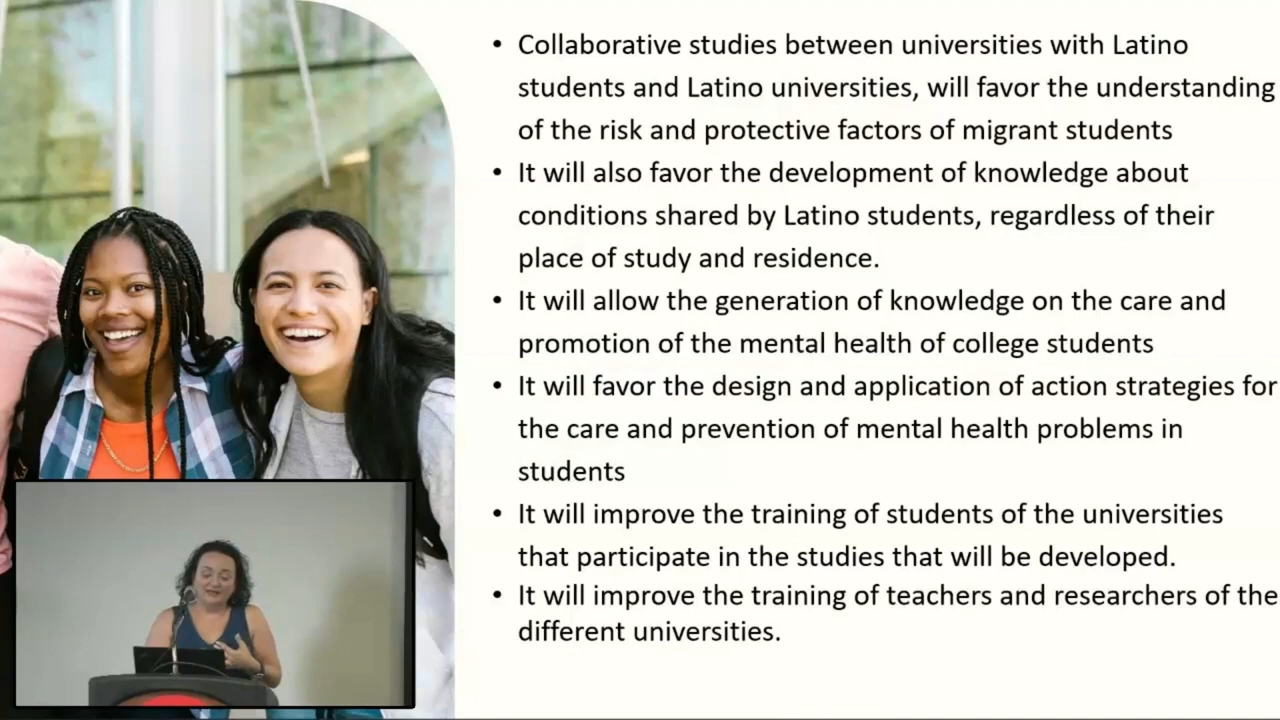 • Collaborative studies between universities with Latino
students and Latino universities, will favor the understanding
of the risk and protective factors of migrant students
• It will also favor the development of knowledge about
conditions shared by Latino students, regardless of their
place of study and residence.
• It will allow the generation of knowledge on the care and
promotion of the mental health of college students
• It will favor the design and application of action strategies for
the care and prevention of mental health problems in
students
• It will improve the training of students of the universities
that participate in the studies that will be developed.
• It will improve the training of teachers and researchers of the
different universities.